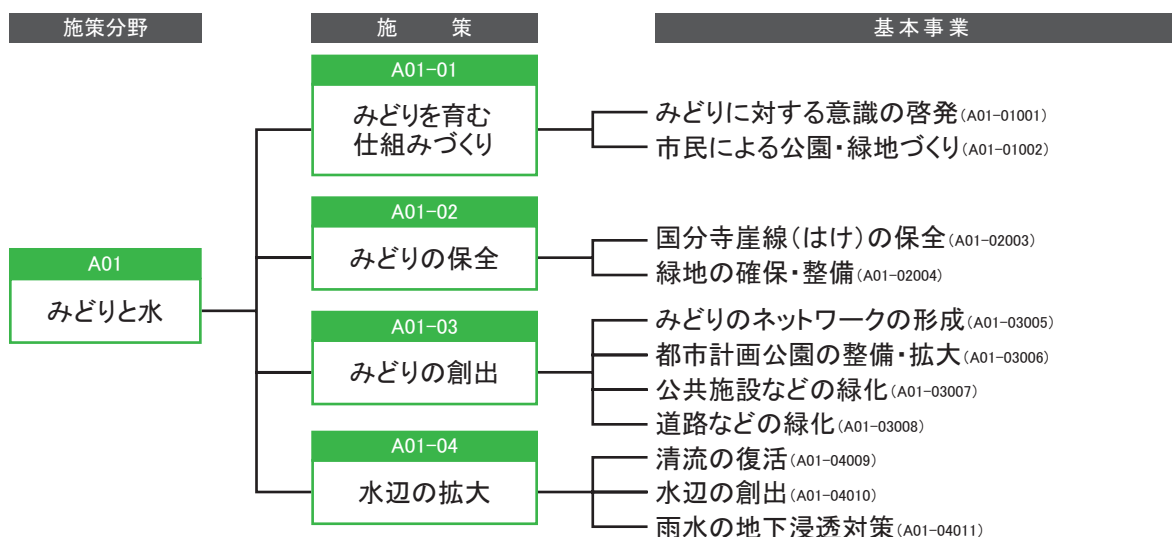 施策分野
施 策
基本事業
A01
みどりと水
A01-01
みどりを育む
仕組みづくり
みどりに対する意識の啓発(A01-01001)
市民による公園・緑地づくり(A01-01002)
A01-02
みどりの保全
国分寺崖線(はけ)の保全(A01-02003)
緑地の確保・整備(A01-02004)
A01-03
みどりの創出
みどりのネットワークの形成(A01-03005)
都市計画公園の整備・拡大(A01-03006)
公共施設などの緑化(A01-03007)
道路などの緑化(A01-03008)
A01-04
水辺の拡大
清流の復活(A01-04009)
水辺の創出(A01-04010)
雨水の地下浸透対策(A01-04011)